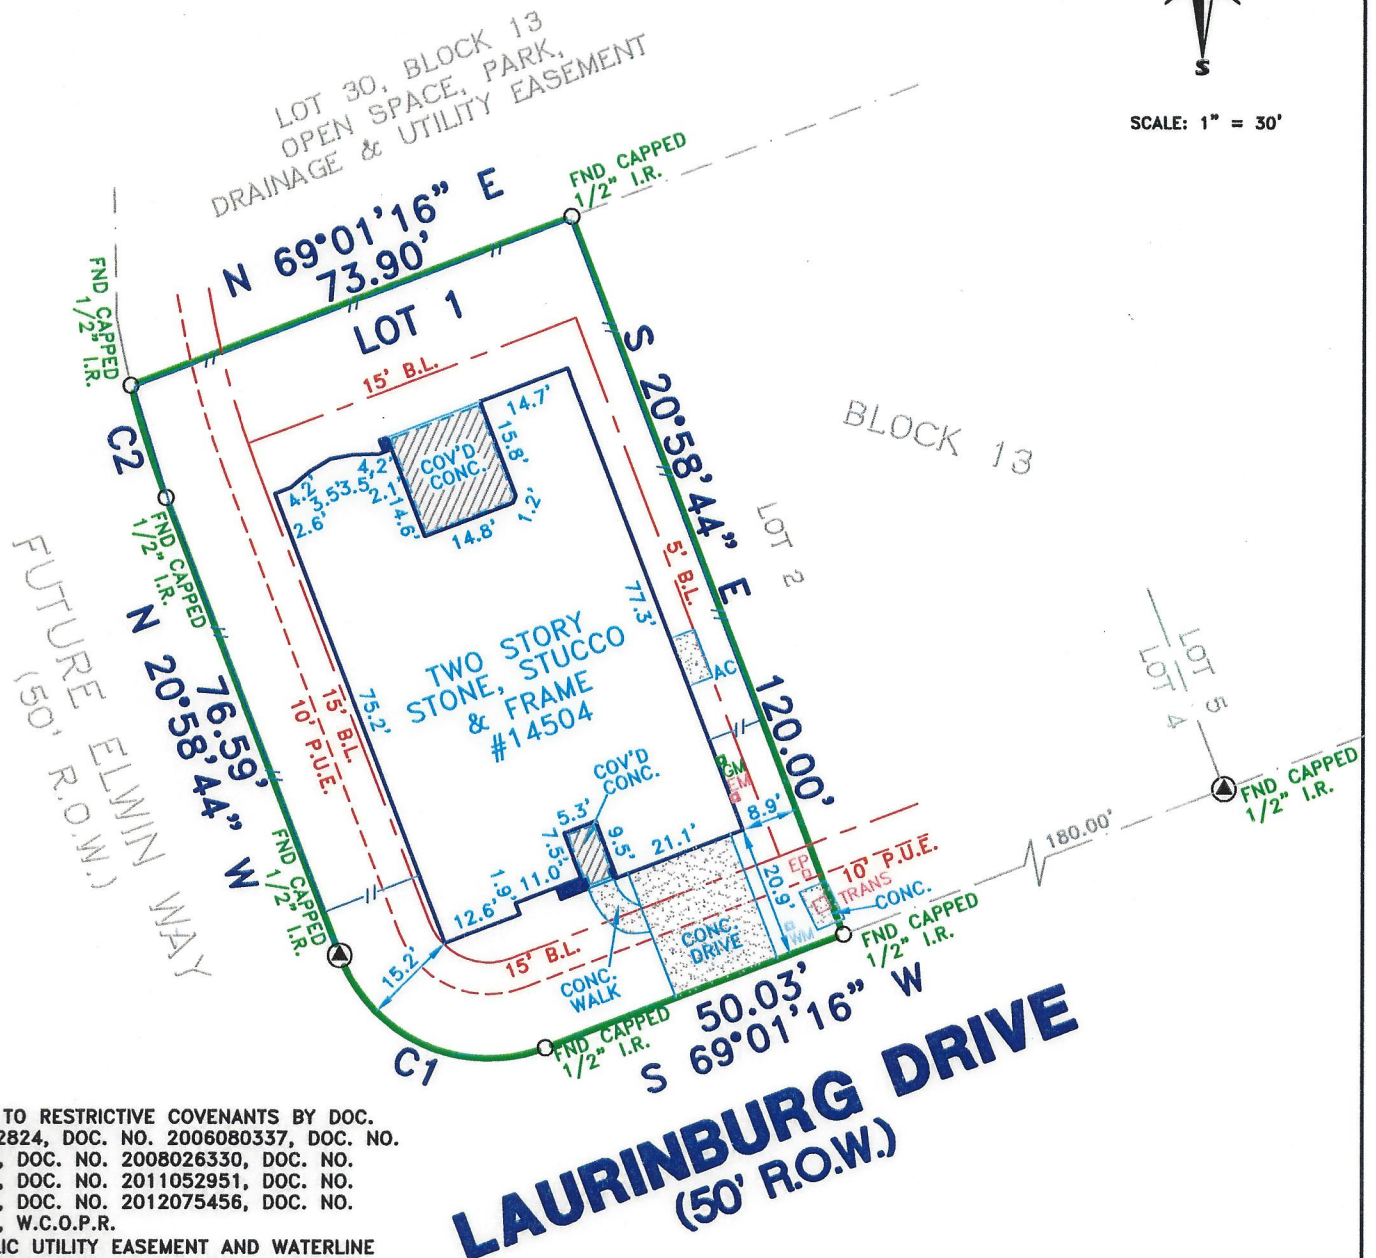 S
SCALE: 1" = 30'
LOT 30, BLOCK 13
OPEN SPACE, PARK,
DRAINAGE & UTILITY EASEMENT
FND CAPPED
1/2" I.R.
N 69°01'16" E
73.90'
LOT 1
FND CAPPED
1/2" I.R.
15' B.L.
C2
S 20°58'44" E
120.00'
BLOCK 13
LOT 2
14.7'
15.8'
COV'D
CONC.
4.2'
4.2'
3.5'
3.5'
2.1'
2.6'
14.6'
14.8'
1.2'
5' B.L.
77.3'
FND CAPPED
1/2" I.R.
FUTURE ELWIN WAY
(50' R.O.W.)
N 20°58'44" W
76.59'
TWO STORY
STONE, STUCCO
& FRAME
#14504
75.2'
15' B.L.
10' P.U.E.
AC
LOT 5
LOT 4
COV'D
CONC.
GM
EM
5.3'
7.5'
9.5'
21.1'
8.9'
FND CAPPED
1/2" I.R.
180.00'
FND CAPPED
1/2" I.R.
1.9'
11.0'
12.6'
20.9'
EP
10' P.U.E.
TRANS
E
CONC.
WM
CONC.
DRIVE
15.2'
15' B.L.
CONC.
WALK
FND CAPPED
1/2" I.R.
FND CAPPED
1/2" I.R.
C1
50.03'
S 69°01'16" W
LAURINBURG DRIVE
(50' R.O.W.)
TO RESTRICTIVE COVENANTS BY DOC.
2824, DOC. NO. 2006080337, DOC. NO.
, DOC. NO. 2008026330, DOC. NO.
, DOC. NO. 2011052951, DOC. NO.
, DOC. NO. 2012075456, DOC. NO.
, W.C.O.P.R.
IC UTILITY EASEMENT AND WATERLINE